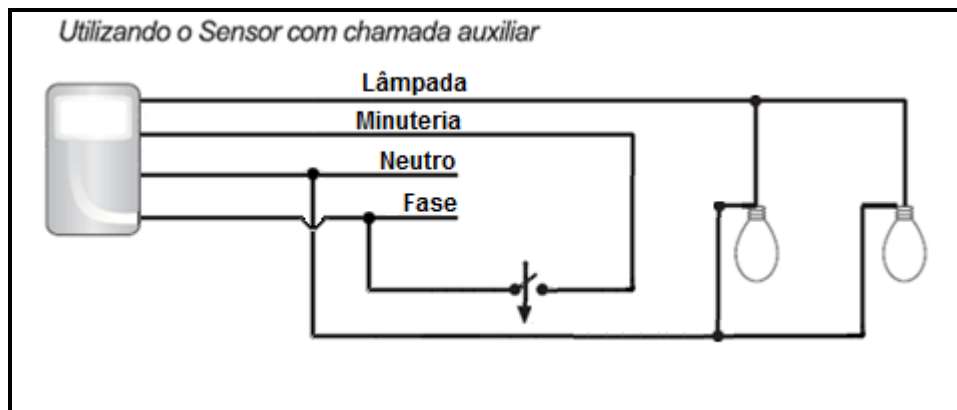 Utilizando o Sensor com chamada auxiliar
Lâmpada
Minuteria
Neutro
Fase